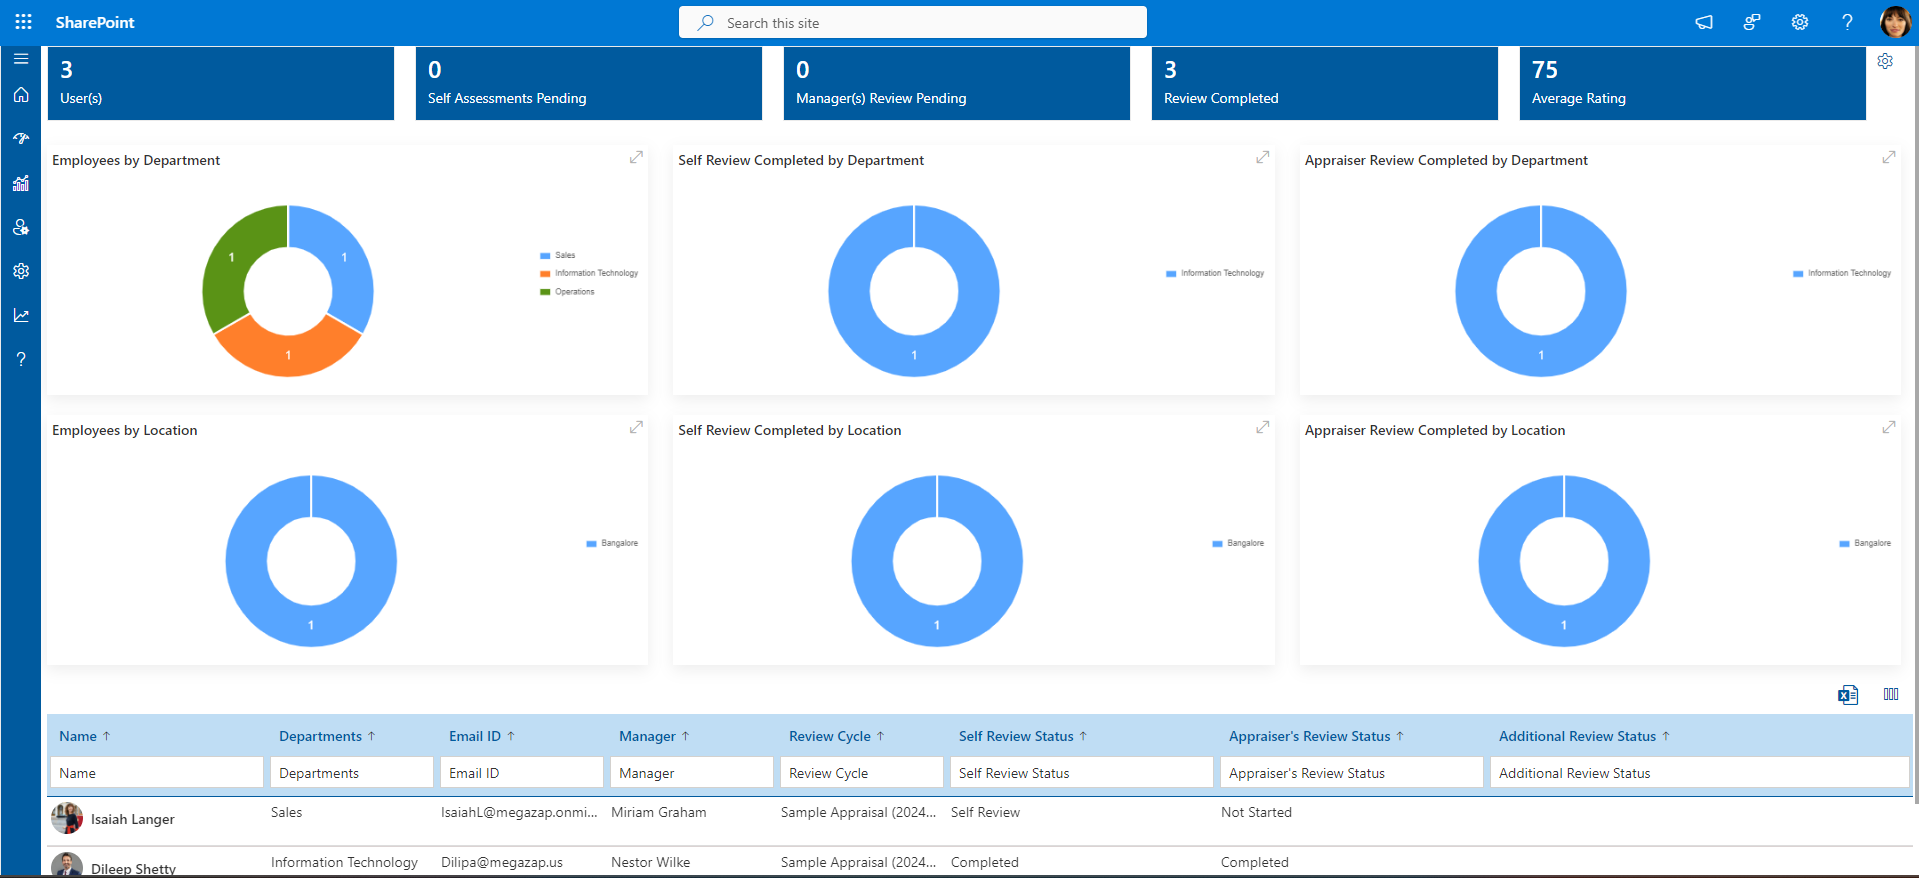 SharePoint
Search this site
3
User(s)
0
Self Assessments Pending
0
Manager(s) Review Pending
3
Review Completed
75
Average Rating
Employees by Department
1
1
1
Sales
Information Technology
Operations
Self Review Completed by Department
1
Information Technology
Appraiser Review Completed by Department
1
Information Technology
Employees by Location
1
Bangalore
Self Review Completed by Location
1
Bangalore
Appraiser Review Completed by Location
1
Bangalore
Name ↑ Departments ↑ Email ID ↑ Manager ↑ Review Cycle ↑ Self Review Status ↑ Appraiser's Review Status ↑ Additional Review Status ↑
Name Departments Email ID Manager Review Cycle Self Review Status Appraiser's Review Status Additional Review Status
Isaiah Langer Sales IsaiahL@megazap.onmi... Miriam Graham Sample Appraisal (2024... Self Review Not Started
Dileep Shetty Information Technology Dilipa@megazap.us Nestor Wilke Sample Appraisal (2024... Completed Completed